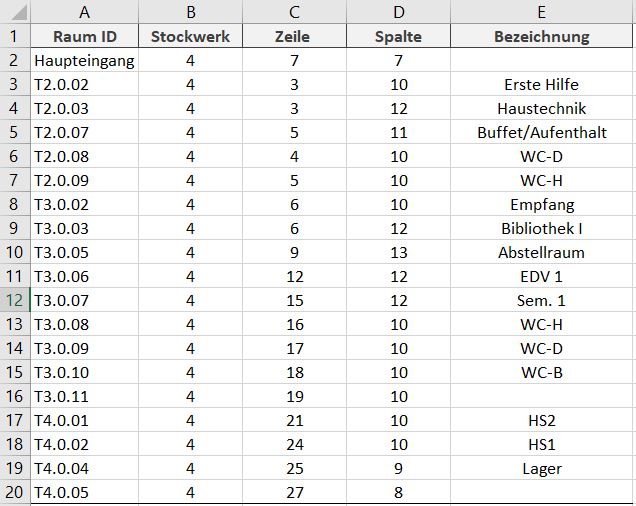 A B C D E
1 Raum ID Stockwerk Zeile Spalte Bezeichnung
2 Haupteingang 4 7 7
3 T2.0.02 4 3 10 Erste Hilfe
4 T2.0.03 4 3 12 Haustechnik
5 T2.0.07 4 5 11 Buffet/Aufenthalt
6 T2.0.08 4 4 10 WC-D
7 T2.0.09 4 5 10 WC-H
8 T3.0.02 4 6 10 Empfang
9 T3.0.03 4 6 12 Bibliothek I
10 T3.0.05 4 9 13 Abstellraum
11 T3.0.06 4 12 12 EDV 1
12 T3.0.07 4 15 12 Sem. 1
13 T3.0.08 4 16 10 WC-H
14 T3.0.09 4 17 10 WC-D
15 T3.0.10 4 18 10 WC-B
16 T3.0.11 4 19 10
17 T4.0.01 4 21 10 HS2
18 T4.0.02 4 24 10 HS1
19 T4.0.04 4 25 9 Lager
20 T4.0.05 4 27 8